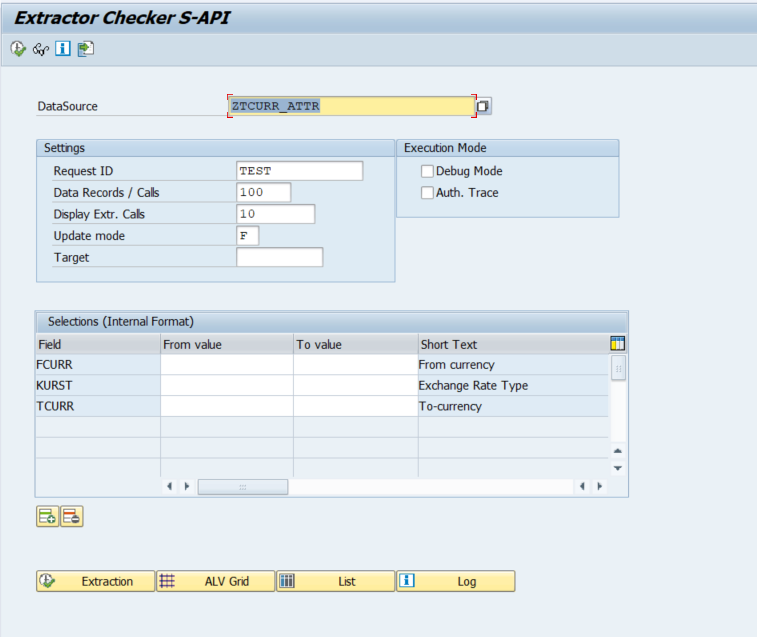 Extractor Checker S-API
DataSource ZTCURR_ATTR
Settings
Request ID TEST
Data Records / Calls 100
Display Extr. Calls 10
Update mode F
Target
Execution Mode
Debug Mode
Auth. Trace
Selections (Internal Format)
Field From value To value Short Text
FCURR From currency
KURST Exchange Rate Type
TCURR To-currency
Extraction ALV Grid List Log